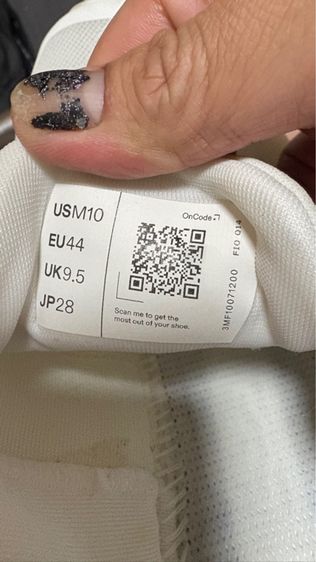 USM10
EU44
UK9.5
JP28
OnCode
Scan me to get the
most out of your shoe.
3MF10071200
FIO Q14